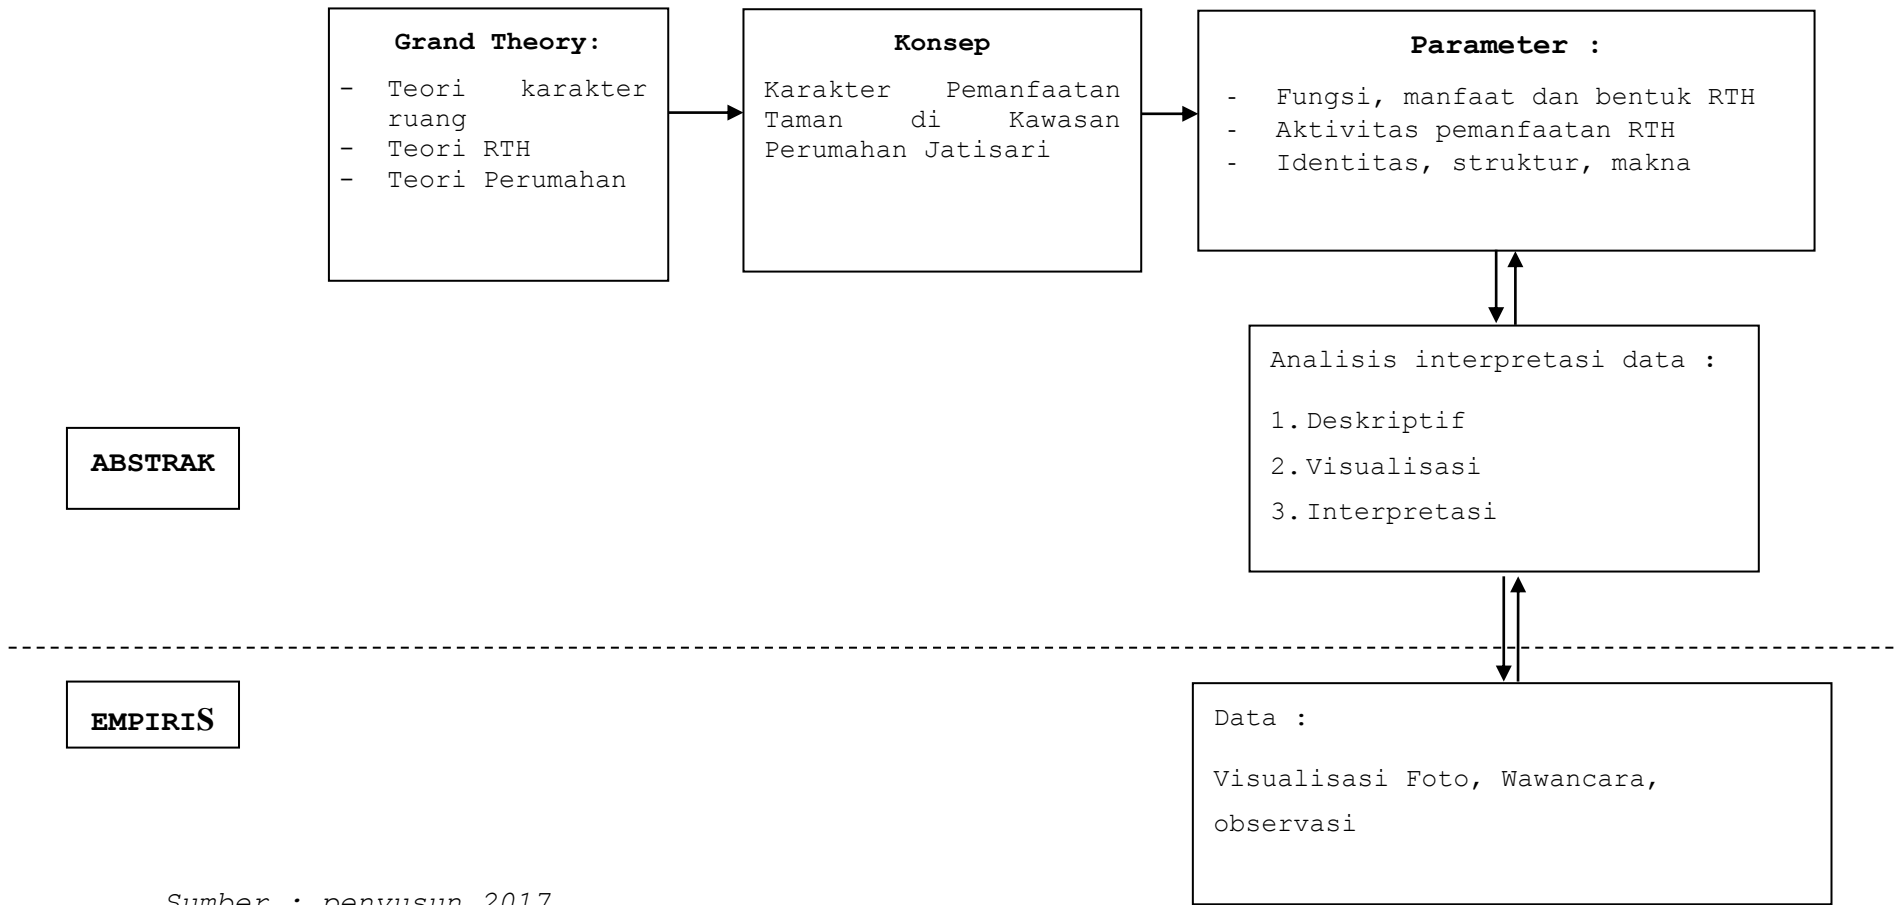 Grand Theory:
- Teori karakter
ruang
- Teori RTH
- Teori Perumahan
Konsep
Karakter Pemanfaatan
Taman di Kawasan
Perumahan Jatisari
Parameter :
- Fungsi, manfaat dan bentuk RTH
- Aktivitas pemanfaatan RTH
- Identitas, struktur, makna
Analisis interpretasi data :
1. Deskriptif
2. Visualisasi
3. Interpretasi
ABSTRAK
EMPIRIS
Data :
Visualisasi Foto, Wawancara,
observasi
Sumber : penyusun 2017